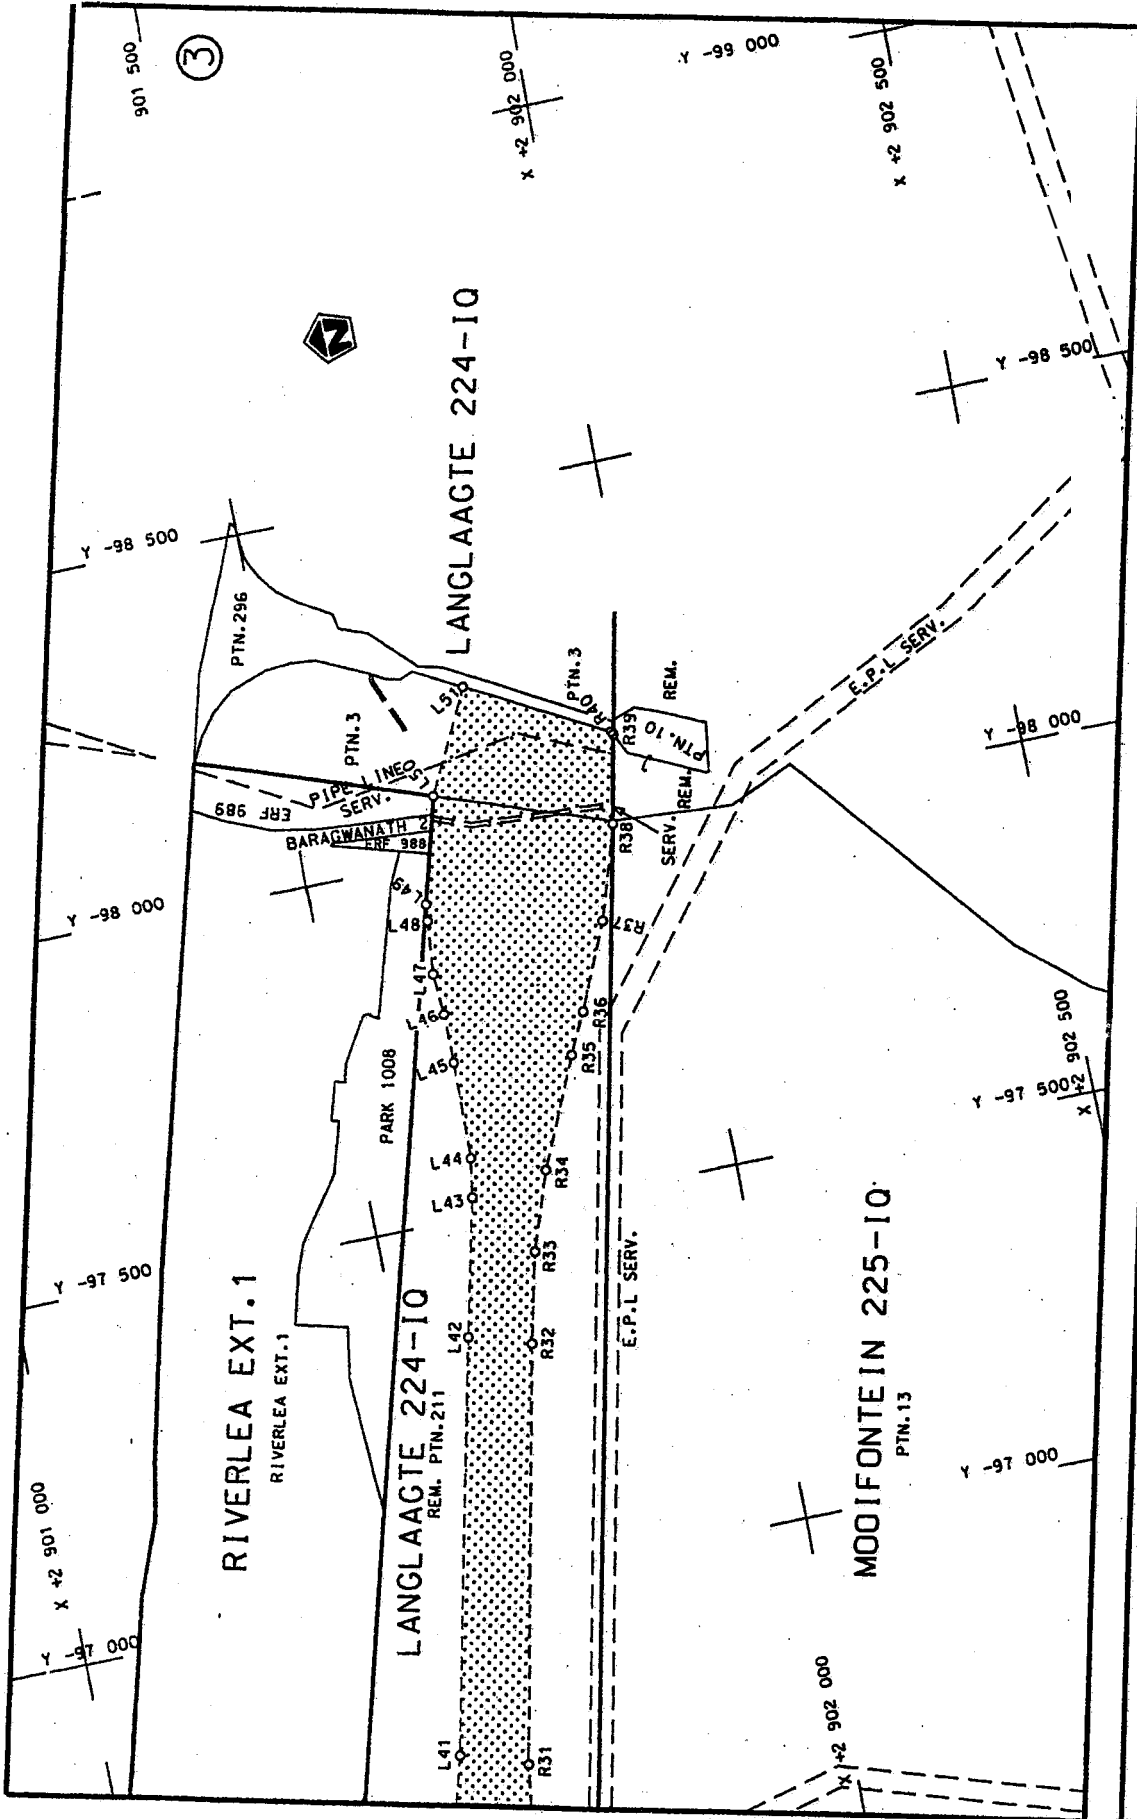 3
901 500
X +2 902 000
Y -99 000
X +2 902 500
N
Y -98 500
LANGLAAGTE 224-IQ
Y -98 500
PTN.296
PTN.3
PTN.3
REM.
E.P.L SERV.
Y -98 000
L51
R40
R39
PTN.10
PIPE LINE
SERV.
L50
ERF 989
BARAGWANATH 2
ERF 988
REM.
SERV.
R38
Y -98 000
L49
L48
L47
L46
L45
L44
L43
L42
L41
R37
R36
R35
R34
R33
R32
R31
PARK 1008
X +2 902 500
Y -97 500
Y -97 500
RIVERLEA EXT.1
RIVERLEA EXT.1
LANGLAAGTE 224-IQ
REM. PTN.211
E.P.L SERV.
MOOIFONTEIN 225-IQ
PTN.13
Y -97 000
X +2 901 000
Y -97 000
X +2 902 000